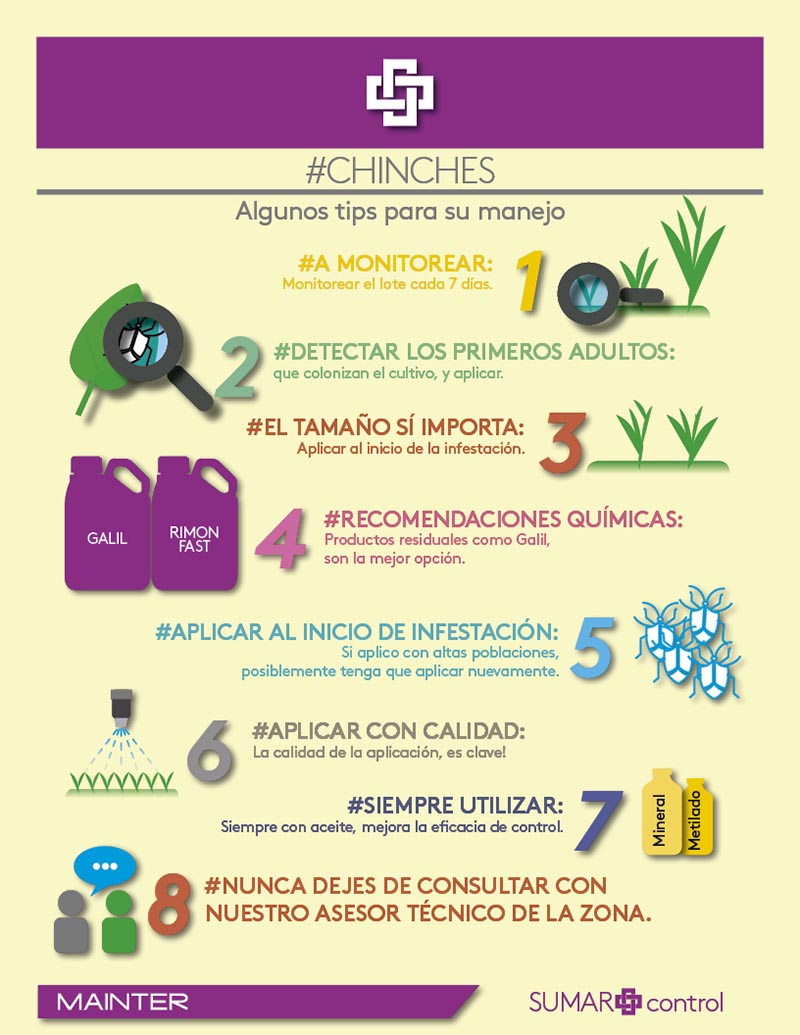 #CHINCHES
Algunos tips para su manejo
#A MONITOREAR:
Monitorear el lote cada 7 días.
1
2
#DETECTAR LOS PRIMEROS ADULTOS:
que colonizan el cultivo, y aplicar.
#EL TAMAÑO SÍ IMPORTA:
Aplicar al inicio de la infestación.
3
GALIL
RIMON
FAST
4
#RECOMENDACIONES QUÍMICAS:
Productos residuales como Galil,
son la mejor opción.
#APLICAR AL INICIO DE INFESTACIÓN:
Si aplico con altas poblaciones,
posiblemente tenga que aplicar nuevamente.
5
6
#APLICAR CON CALIDAD:
La calidad de la aplicación, es clave!
#SIEMPRE UTILIZAR:
Siempre con aceite, mejora la eficacia de control.
7
Mineral
Metilado
8
#NUNCA DEJES DE CONSULTAR CON
NUESTRO ASESOR TÉCNICO DE LA ZONA.
MAINTER
SUMAR control